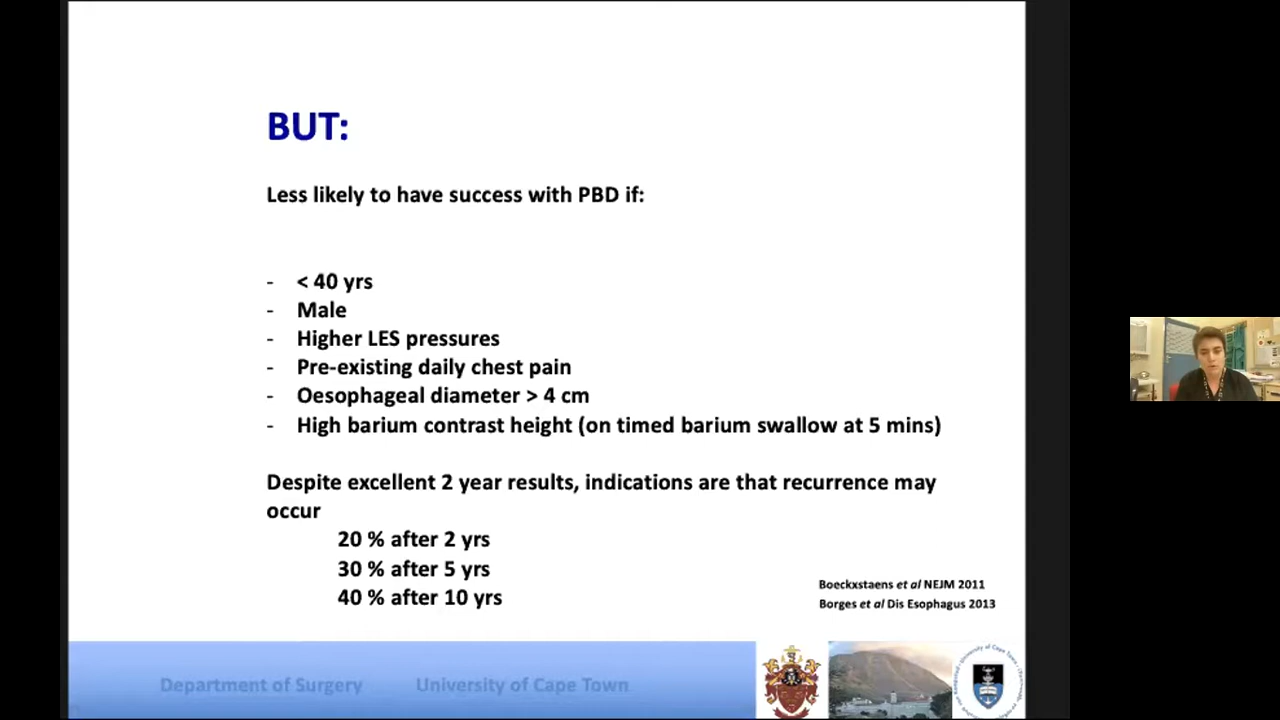 BUT:
Less likely to have success with PBD if:
- < 40 yrs
- Male
- Higher LES pressures
- Pre-existing daily chest pain
- Oesophageal diameter > 4 cm
- High barium contrast height (on timed barium swallow at 5 mins)
Despite excellent 2 year results, indications are that recurrence may
occur
20 % after 2 yrs
30 % after 5 yrs
40 % after 10 yrs
Boeckxstaens et al NEJM 2011
Borges et al Dis Esophagus 2013
Department of Surgery University of Cape Town
University of Cape Town